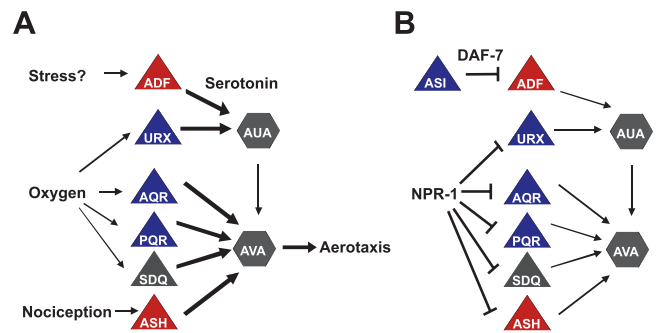 A
Stress?
ADF
Serotonin
URX
AUA
Oxygen
AQR
PQR
AVA
Aerotaxis
SDQ
Nociception
ASH
B
DAF-7
ASI
ADF
URX
AUA
NPR-1
AQR
PQR
AVA
SDQ
ASH